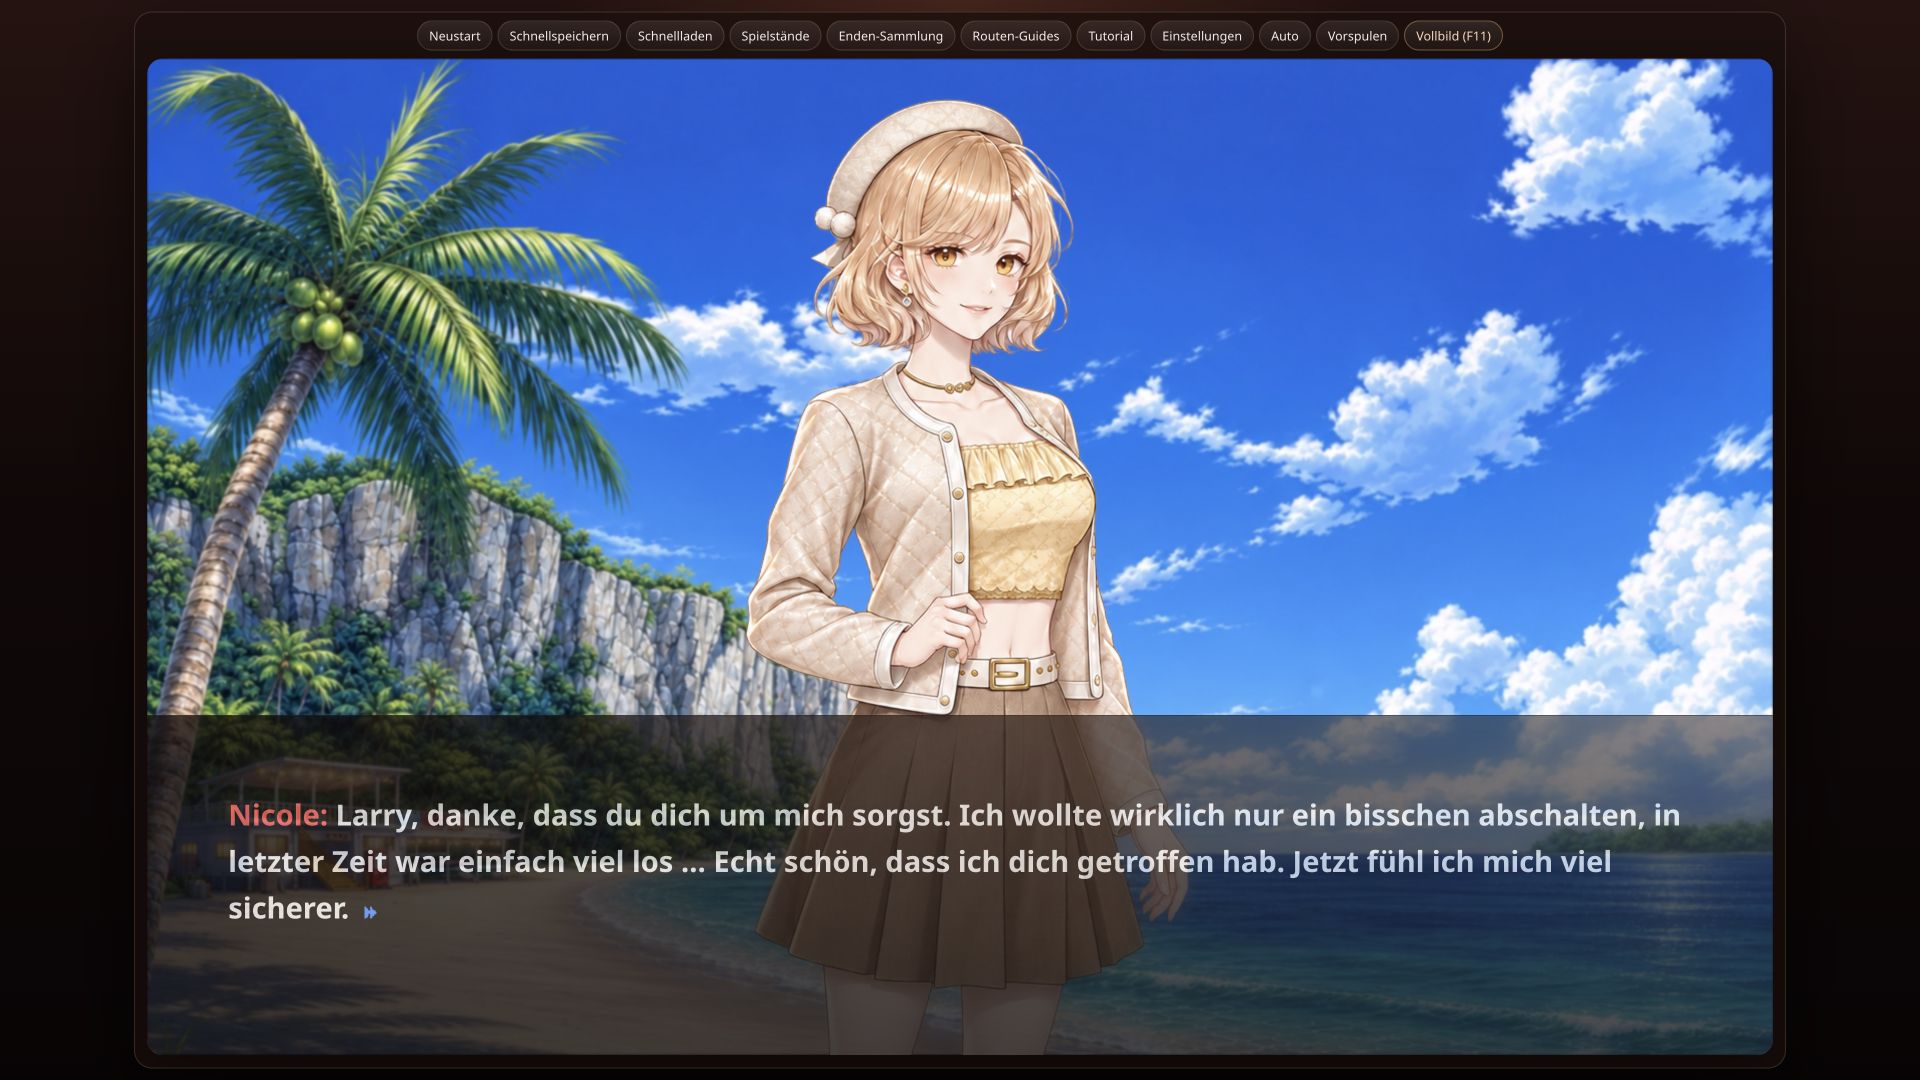 Neustart Schnellspeichern Schnellladen Spielstände Enden-Sammlung Routen-Guides Tutorial Einstellungen Auto Vorspulen Vollbild (F11)
Nicole: Larry, danke, dass du dich um mich sorgst. Ich wollte wirklich nur ein bisschen abschalten, in
letzter Zeit war einfach viel los ... Echt schön, dass ich dich getroffen hab. Jetzt fühl ich mich viel
sicherer.